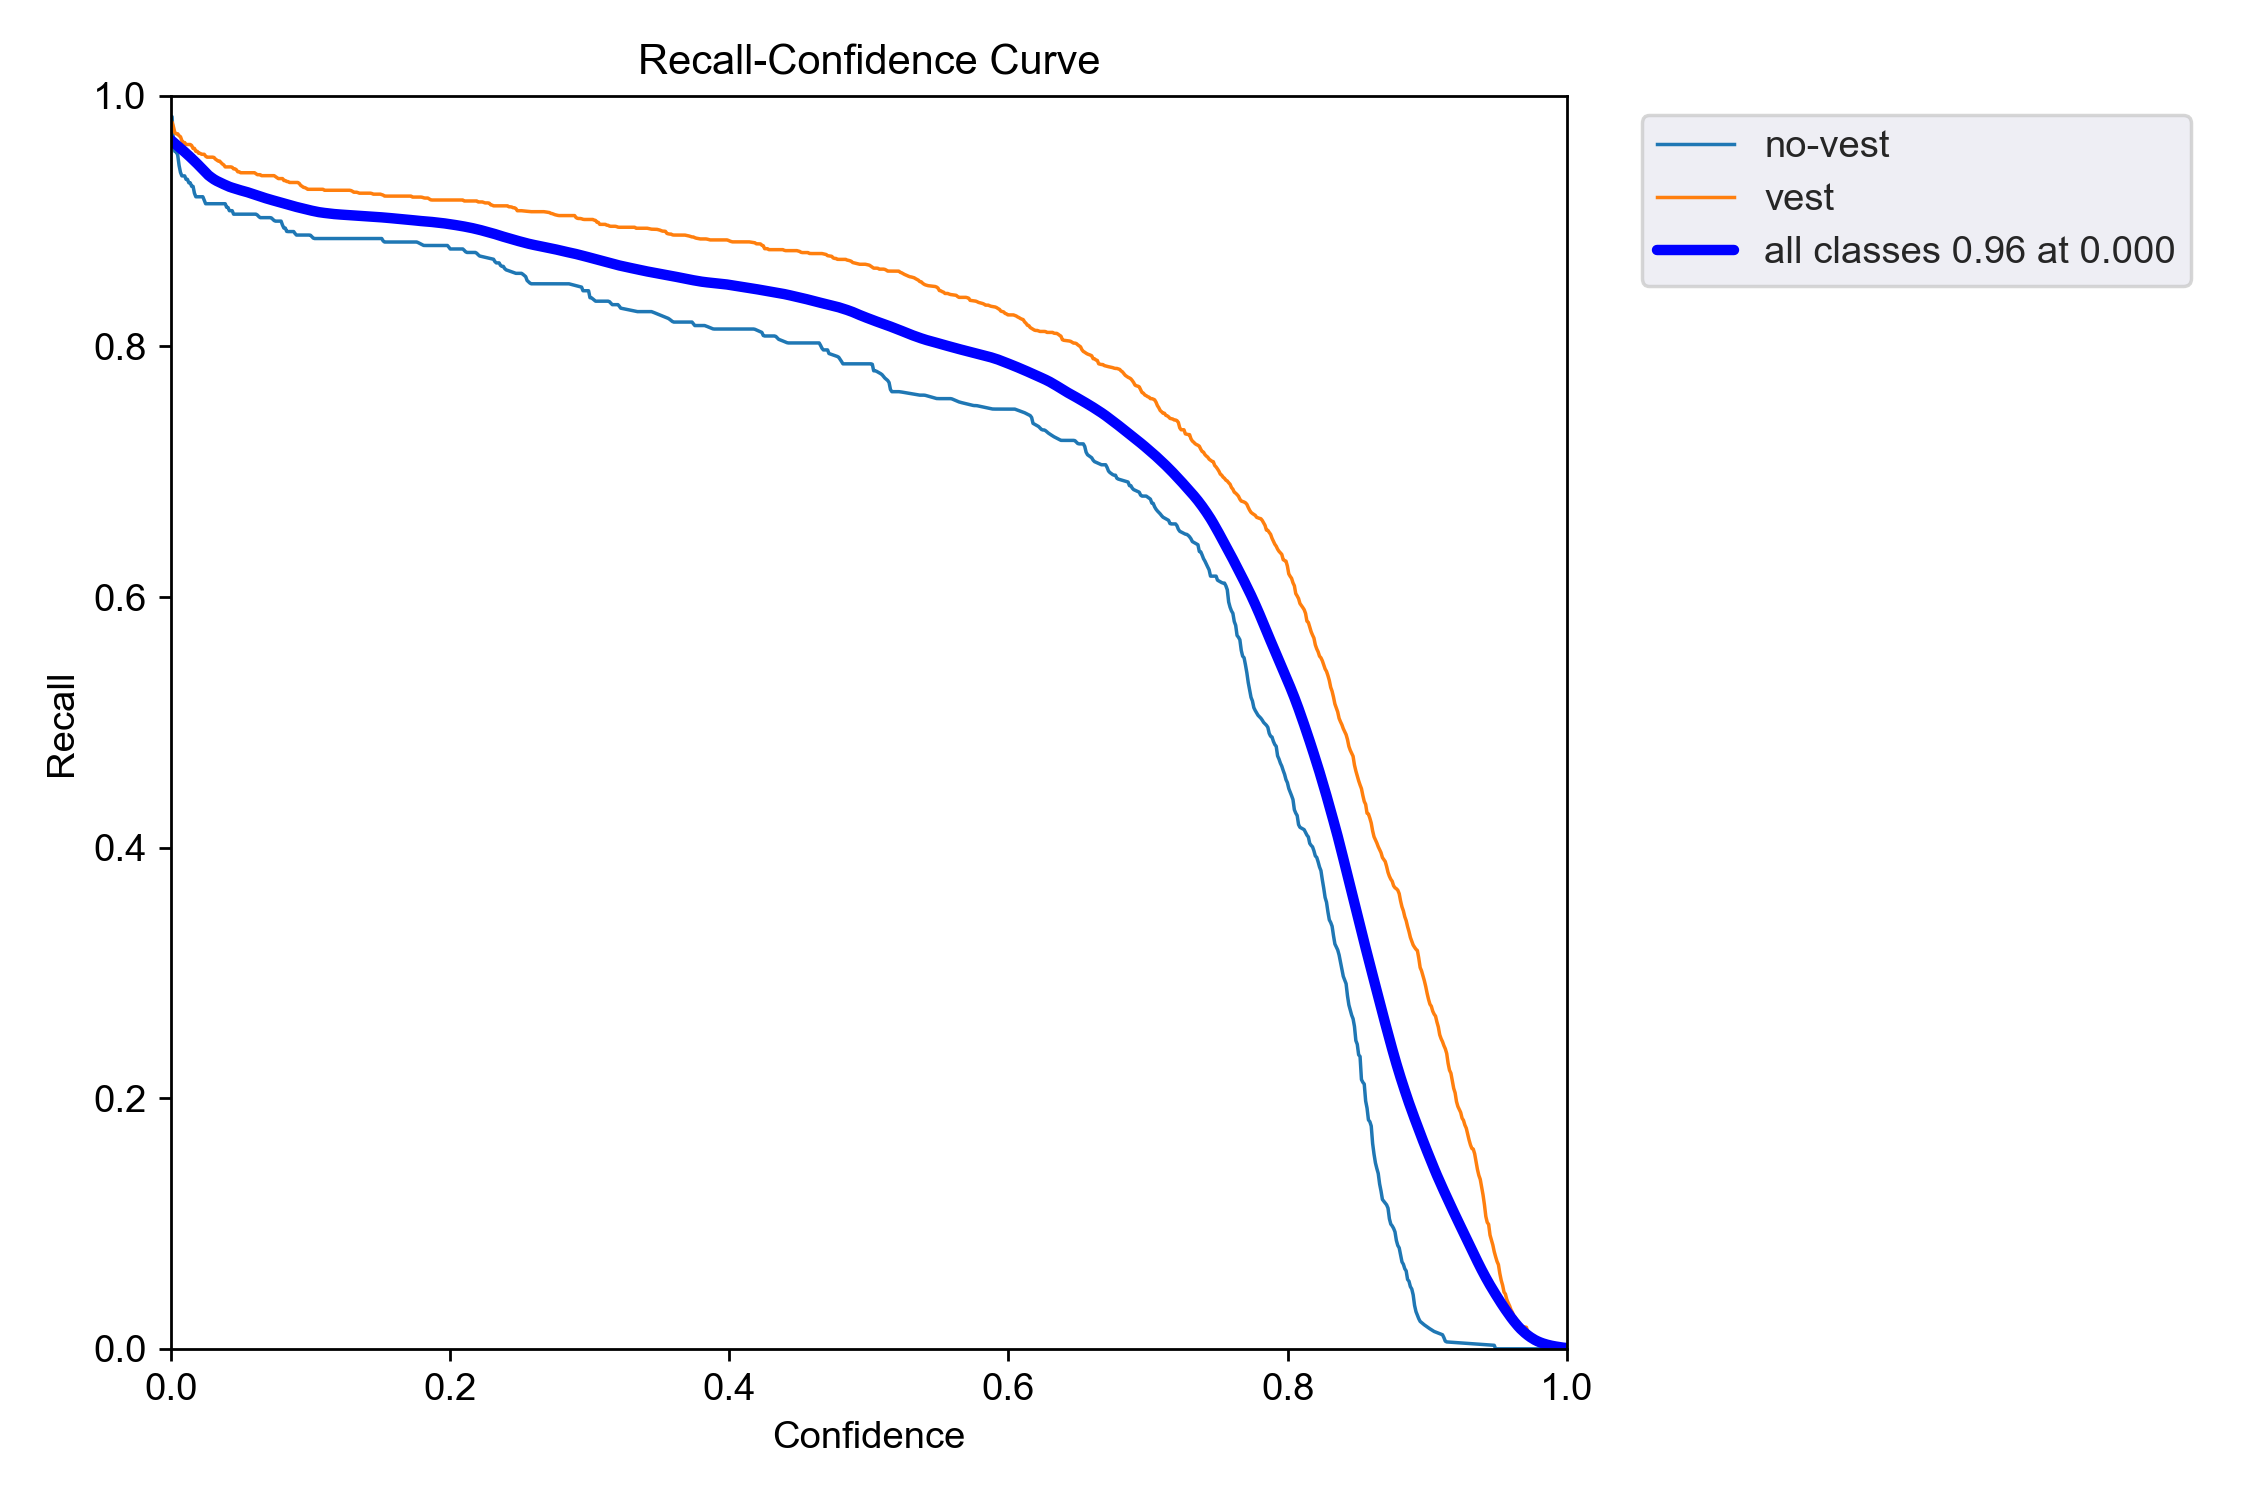 Recall-Confidence Curve
1.0
0.8
0.6
0.4
0.2
0.0
Recall
0.0 0.2 0.4 0.6 0.8 1.0
Confidence
no-vest
vest
all classes 0.96 at 0.000